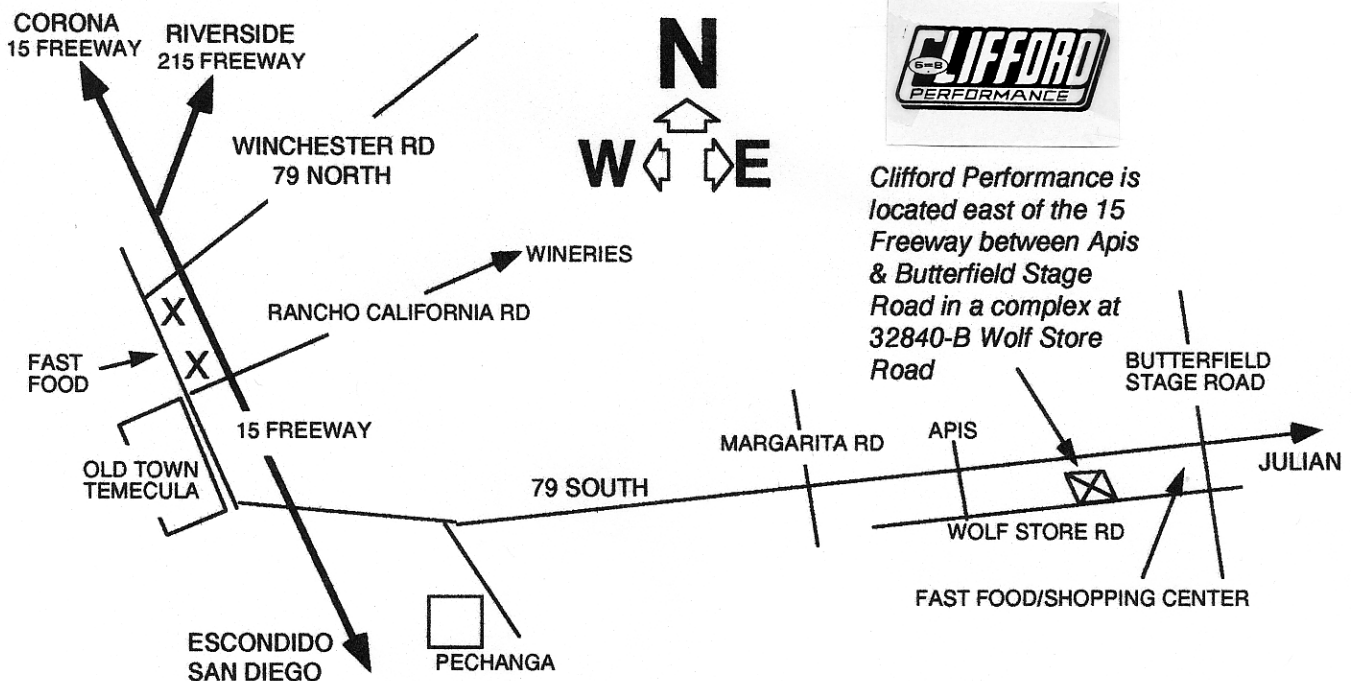 CORONA
15 FREEWAY
RIVERSIDE
215 FREEWAY
WINCHESTER RD
79 NORTH
N
W E
CLIFFORD
6=8
PERFORMANCE
Clifford Performance is
located east of the 15
Freeway between Apis
& Butterfield Stage
Road in a complex at
32840-B Wolf Store
Road
WINERIES
RANCHO CALIFORNIA RD
X
X
FAST
FOOD
15 FREEWAY
OLD TOWN
TEMECULA
79 SOUTH
MARGARITA RD
APIS
BUTTERFIELD
STAGE ROAD
JULIAN
WOLF STORE RD
FAST FOOD/SHOPPING CENTER
ESCONDIDO
SAN DIEGO
PECHANGA